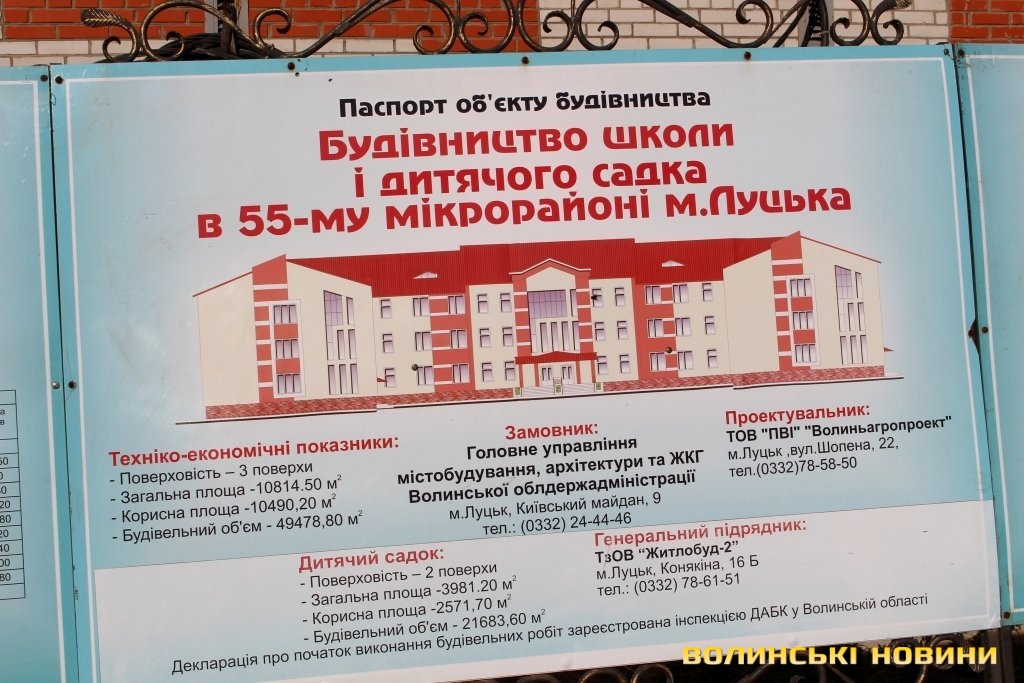 Паспорт об'єкту будівництва
Будівництво школи
і дитячого садка
в 55-му мікрорайоні м.Луцька
Техніко-економічні показники:
- Поверховість – 3 поверхи
- Загальна площа -10814.50 м²
- Корисна площа -10490,20 м²
- Будівельний об'єм - 49478,80 м²
Замовник:
Головне управління
містобудування, архітектури та ЖКГ
Волинської облдержадміністрації
м.Луцьк, Київський майдан, 9
тел.: (0332) 24-44-46
Проектувальник:
ТОВ "ПВІ" "Волиньагропроект"
м.Луцьк ,вул.Шопена, 22,
тел.(0332)78-58-50
Дитячий садок:
- Поверховість – 2 поверхи
- Загальна площа -3981.20 м²
- Корисна площа -2571,70 м²
- Будівельний об'єм - 21683,60 м²
Генеральний підрядник:
ТзОВ “Житлобуд-2”
м.Луцьк, Конякіна, 16 Б
тел.: (0332) 78-61-51
Декларація про початок виконання будівельних робіт зареєстрована інспекцією ДАБК у Волинській області
ВОЛИНСЬКІ НОВИНИ